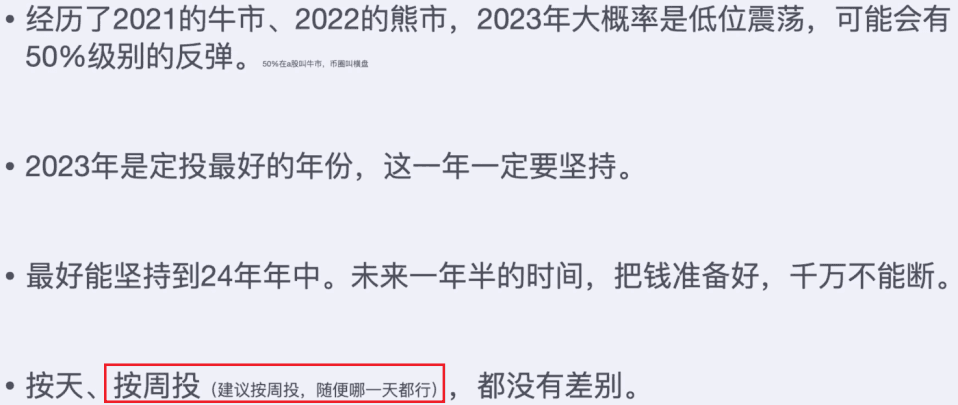 • 经历了2021的牛市、2022的熊市，2023年大概率是低位震荡，可能会有
50%级别的反弹。 50%在a股叫牛市，币圈叫横盘
• 2023年是定投最好的年份，这一年一定要坚持。
• 最好能坚持到24年年中。未来一年半的时间，把钱准备好，千万不能断。
• 按天、按周投（建议按周投，随便哪一天都行），都没有差别。